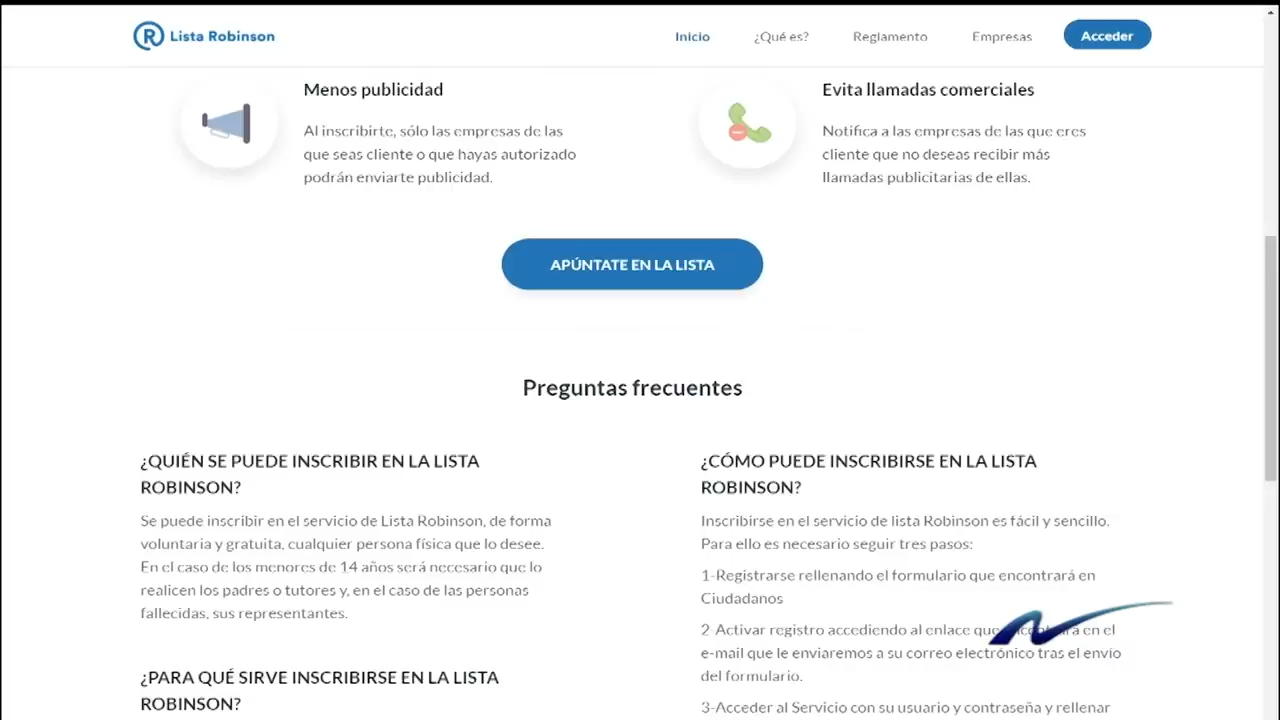 Lista Robinson
Inicio
¿Qué es?
Reglamento
Empresas
Acceder
Menos publicidad
Al inscribirte, sólo las empresas de las
que seas cliente o que hayas autorizado
podrán enviarte publicidad.
Evita llamadas comerciales
Notifica a las empresas de las que eres
cliente que no deseas recibir más
llamadas publicitarias de ellas.
APÚNTATE EN LA LISTA
Preguntas frecuentes
¿QUIÉN SE PUEDE INSCRIBIR EN LA LISTA
ROBINSON?
Se puede inscribir en el servicio de Lista Robinson, de forma
voluntaria y gratuita, cualquier persona física que lo desee.
En el caso de los menores de 14 años será necesario que lo
realicen los padres o tutores y, en el caso de las personas
fallecidas, sus representantes.
¿PARA QUÉ SIRVE INSCRIBIRSE EN LA LISTA
ROBINSON?
¿CÓMO PUEDE INSCRIBIRSE EN LA LISTA
ROBINSON?
Inscribirse en el servicio de lista Robinson es fácil y sencillo.
Para ello es necesario seguir tres pasos:
1-Registrarse rellenando el formulario que encontrará en
Ciudadanos
2-Activar registro accediendo al enlace que en el
e-mail que le enviaremos a su correo electrónico tras el envío
del formulario.
3-Acceder al Servicio con su usuario y contraseña y rellenar